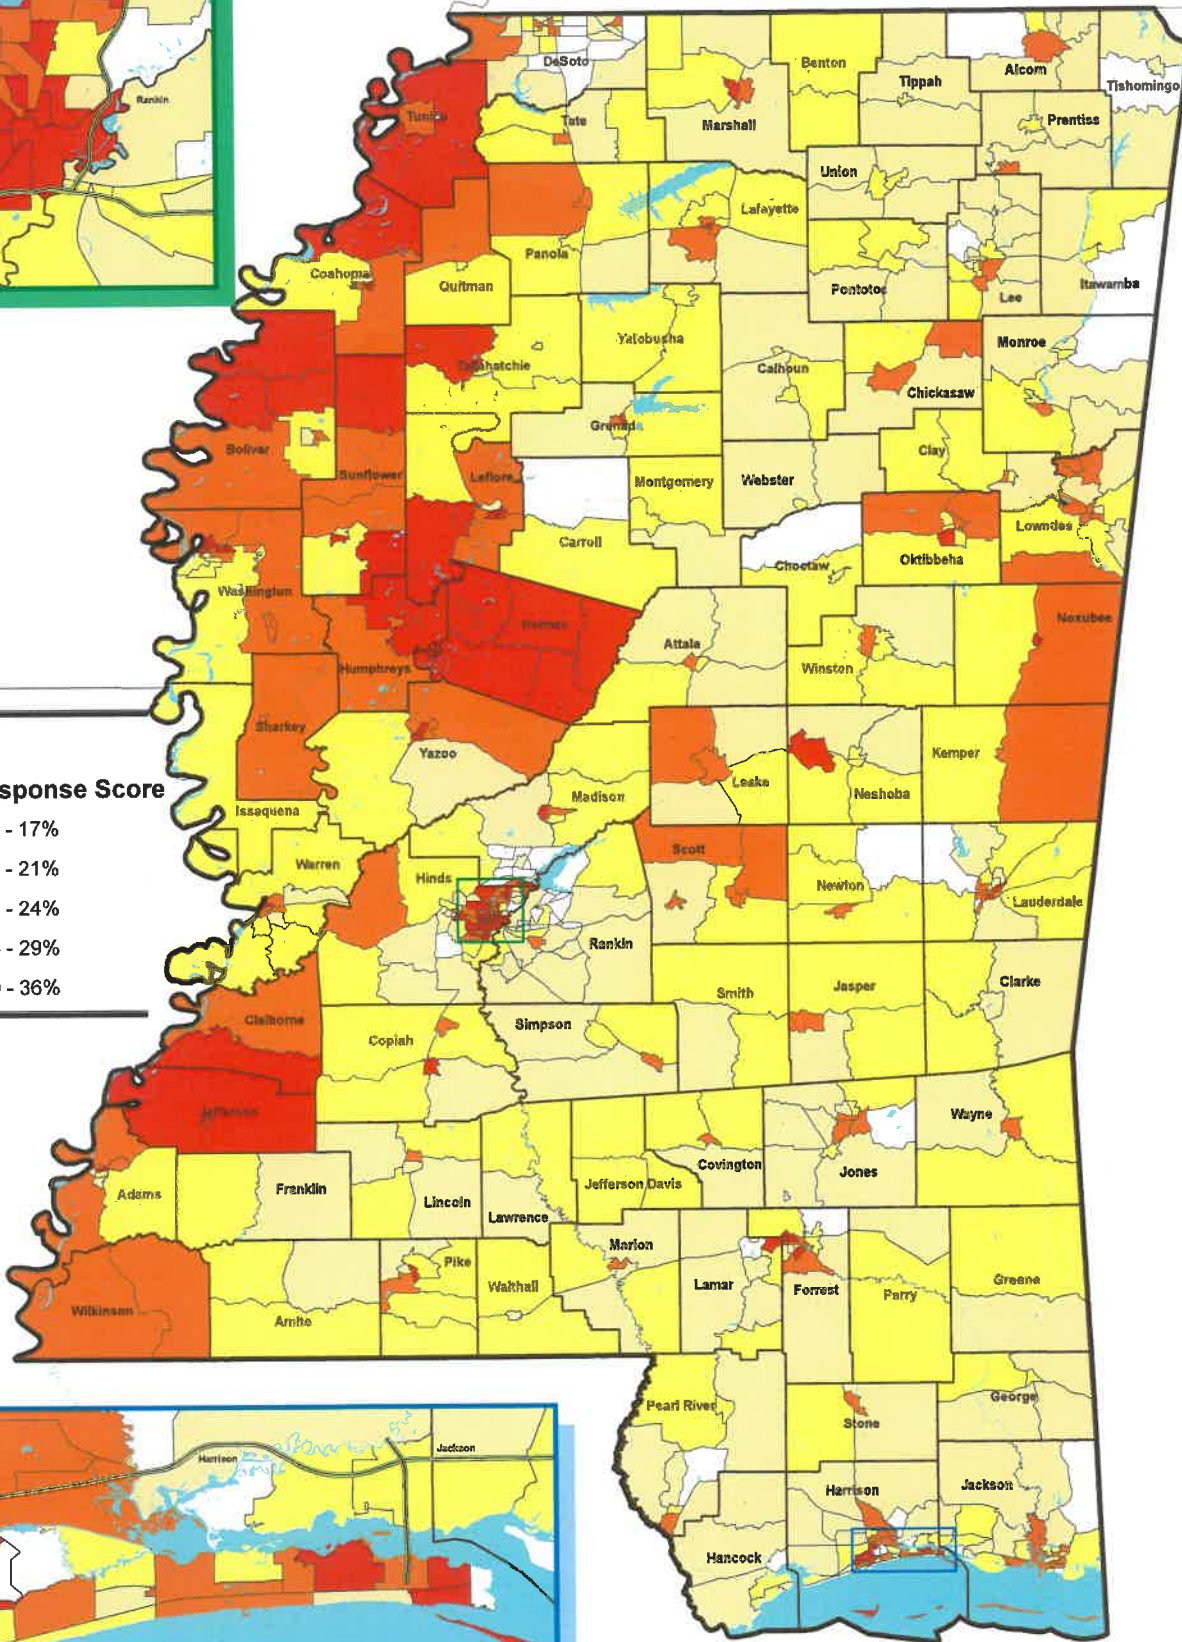 Rankin
DeSoto
Benton
Tippah
Alcorn
Tishomingo
Tunica
Tate
Marshall
Prentiss
Union
Lafayette
Panola
Coahoma
Quitman
Pontotoc
Lee
Itawamba
Yalobusha
Monroe
Tallahatchie
Calhoun
Chickasaw
Grenada
Bolivar
Sunflower
Leflore
Montgomery
Webster
Clay
Lowndes
Carroll
Choctaw
Oktibbeha
Washington
Holmes
Noxubee
Attala
Humphreys
Winston
Sharkey
Yazoo
Leake
Kemper
Neshoba
Madison
Issaquena
sponse Score
- 17%
- 21%
- 24%
- 29%
- 36%
Warren
Hinds
Scott
Newton
Lauderdale
Rankin
Smith
Jasper
Clarke
Claiborne
Copiah
Simpson
Jefferson
Wayne
Covington
Jones
Adams
Franklin
Lincoln
Lawrence
Jefferson Davis
Marion
Pike
Walthall
Lamar
Forrest
Perry
Greene
Wilkinson
Amite
Pearl River
Stone
George
Harrison
Jackson
Hancock
Harrison
Jackson